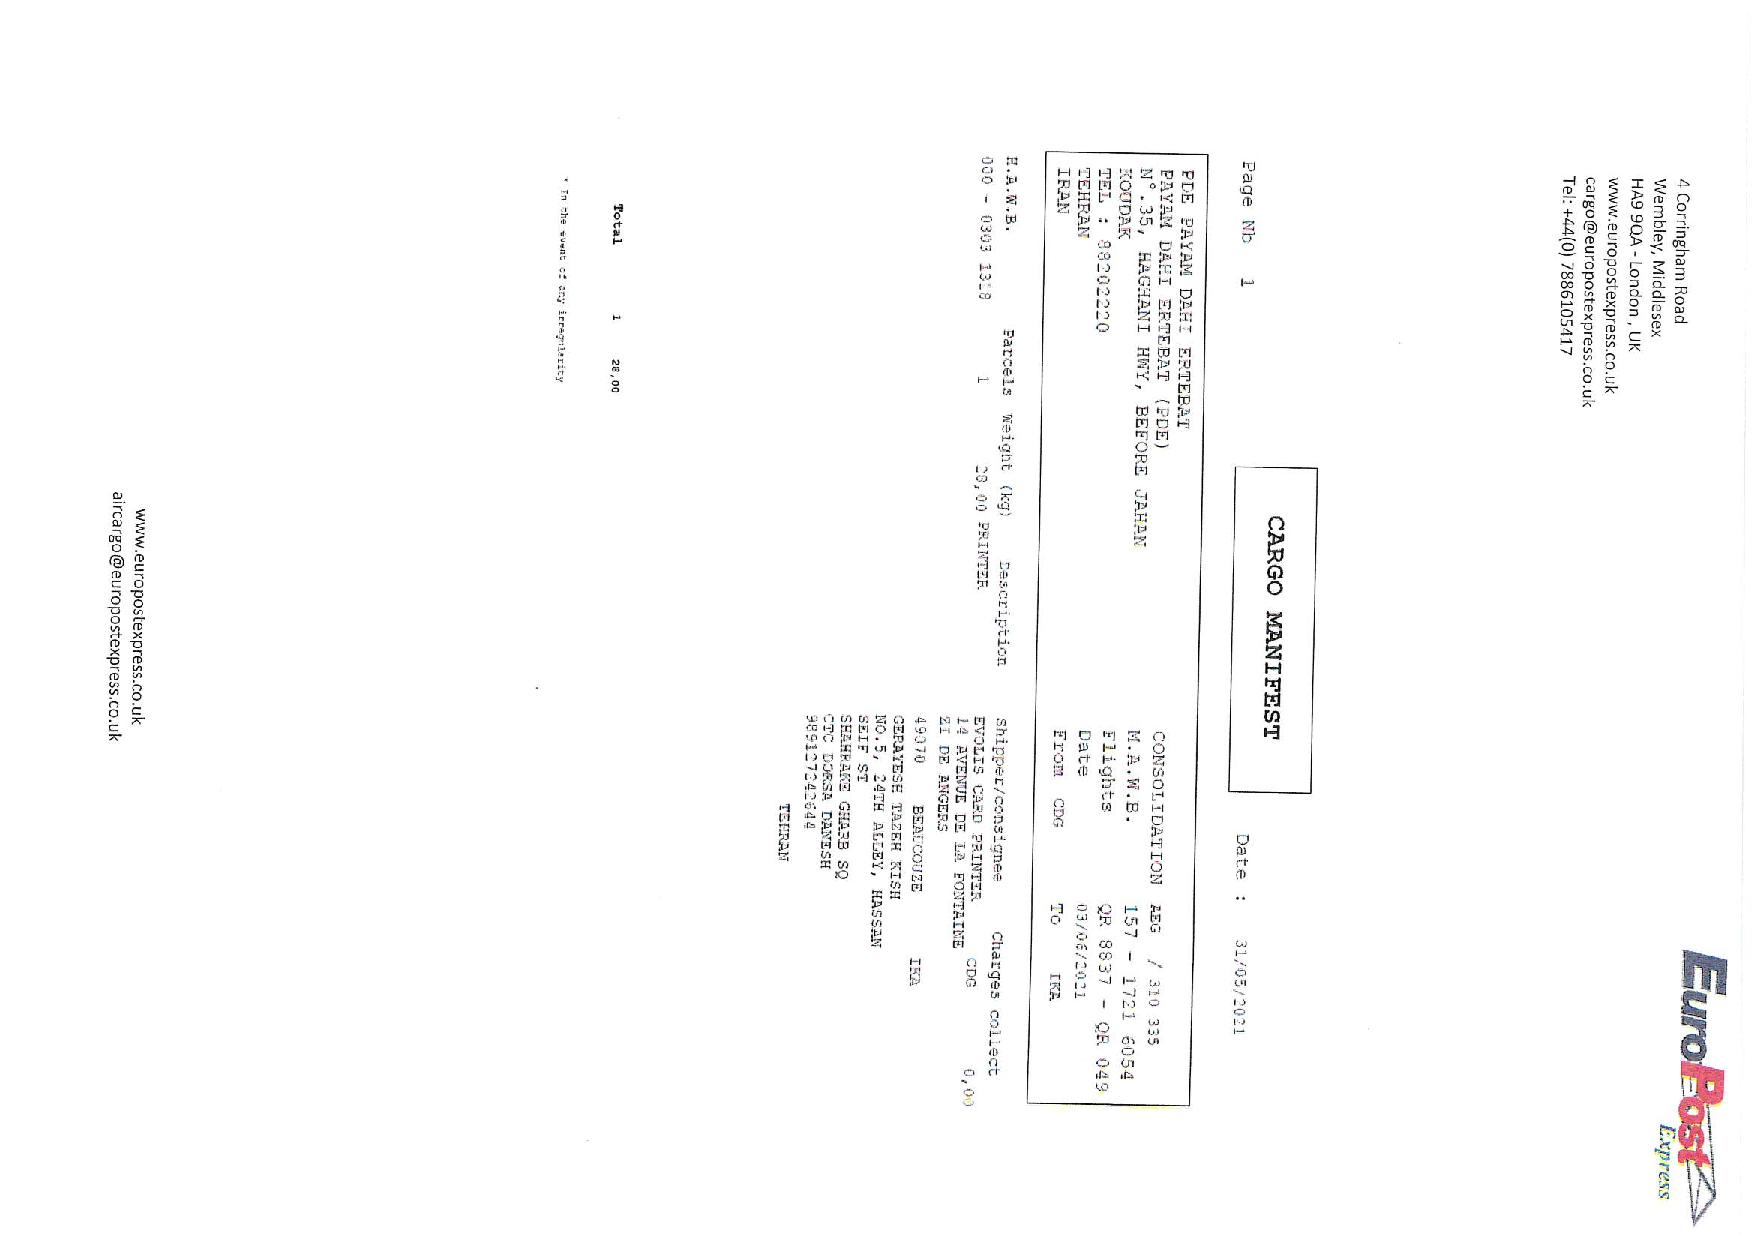 EuroPost
Express
4 Corringham Road
Wembley, Middlesex
HA9 9QA - London , UK
www.europostexpress.co.uk
cargo@europostexpress.co.uk
Tel: +44(0) 7886105417
CARGO MANIFEST
Page Nb 1
Date : 31/05/2021
PDE PAYAM DAHI ERTEBAT
PAYAM DAHI ERTEBAT (PDE)
N°.35, HAGHANI HWY, BEFORE JAHAN
KOUDAK
TEL : 88202220
TEHRAN
IRAN
CONSOLIDATION AEG / 310 335
M.A.W.B. 157 - 1721 6054
Flights QR 8837 - QR 049
Date 03/06/2021
From CDG To IKA
H.A.W.B. Parcels Weight (kg) Description Shipper/consignee Charges collect
000 - 0303 1318 1 28,00 PRINTER EVOLIS CARD PRINTER CDG 0,00
14 AVENUE DE LA FONTAINE
ZI DE ANGERS
49070 BEAUCOUZE IKA
GERAYESH TAZEH KISH
NO.5, 24TH ALLEY, HASSAN
SEIF ST
SHAHRAKE GHARB SQ
CTC DORSA DANESH
989127242644
TEHRAN
Total 1 28,00
* In the event of any irregularity
www.europostexpress.co.uk
aircargo@europostexpress.co.uk